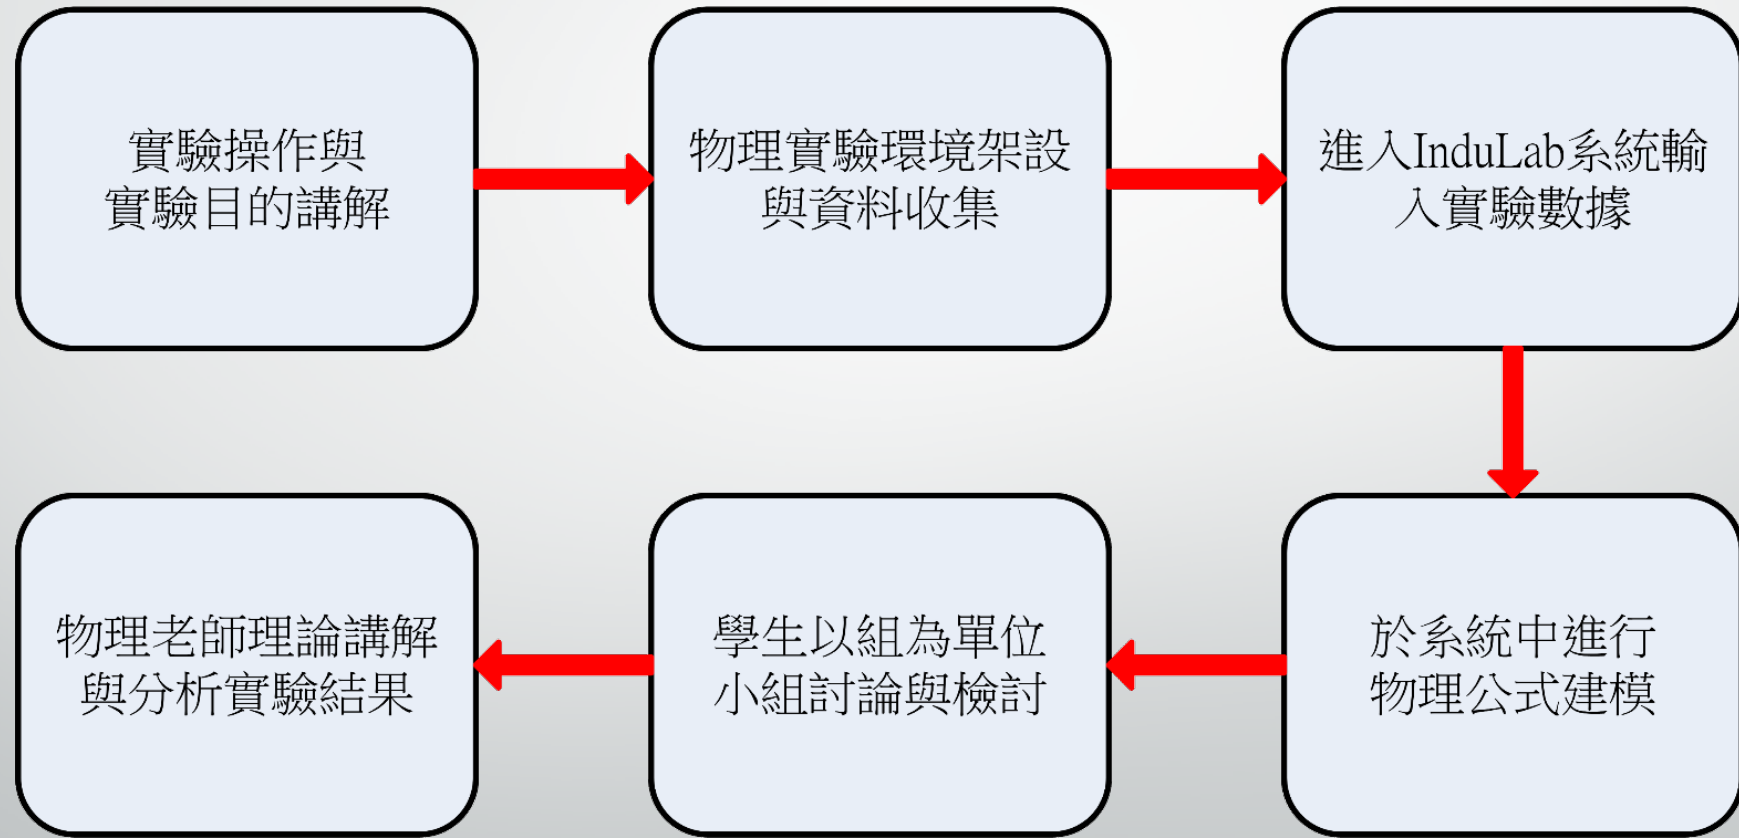 實驗操作與
實驗目的講解
物理實驗環境架設
與資料收集
進入InduLab系統輸
入實驗數據
於系統中進行
物理公式建模
學生以組為單位
小組討論與檢討
物理老師理論講解
與分析實驗結果